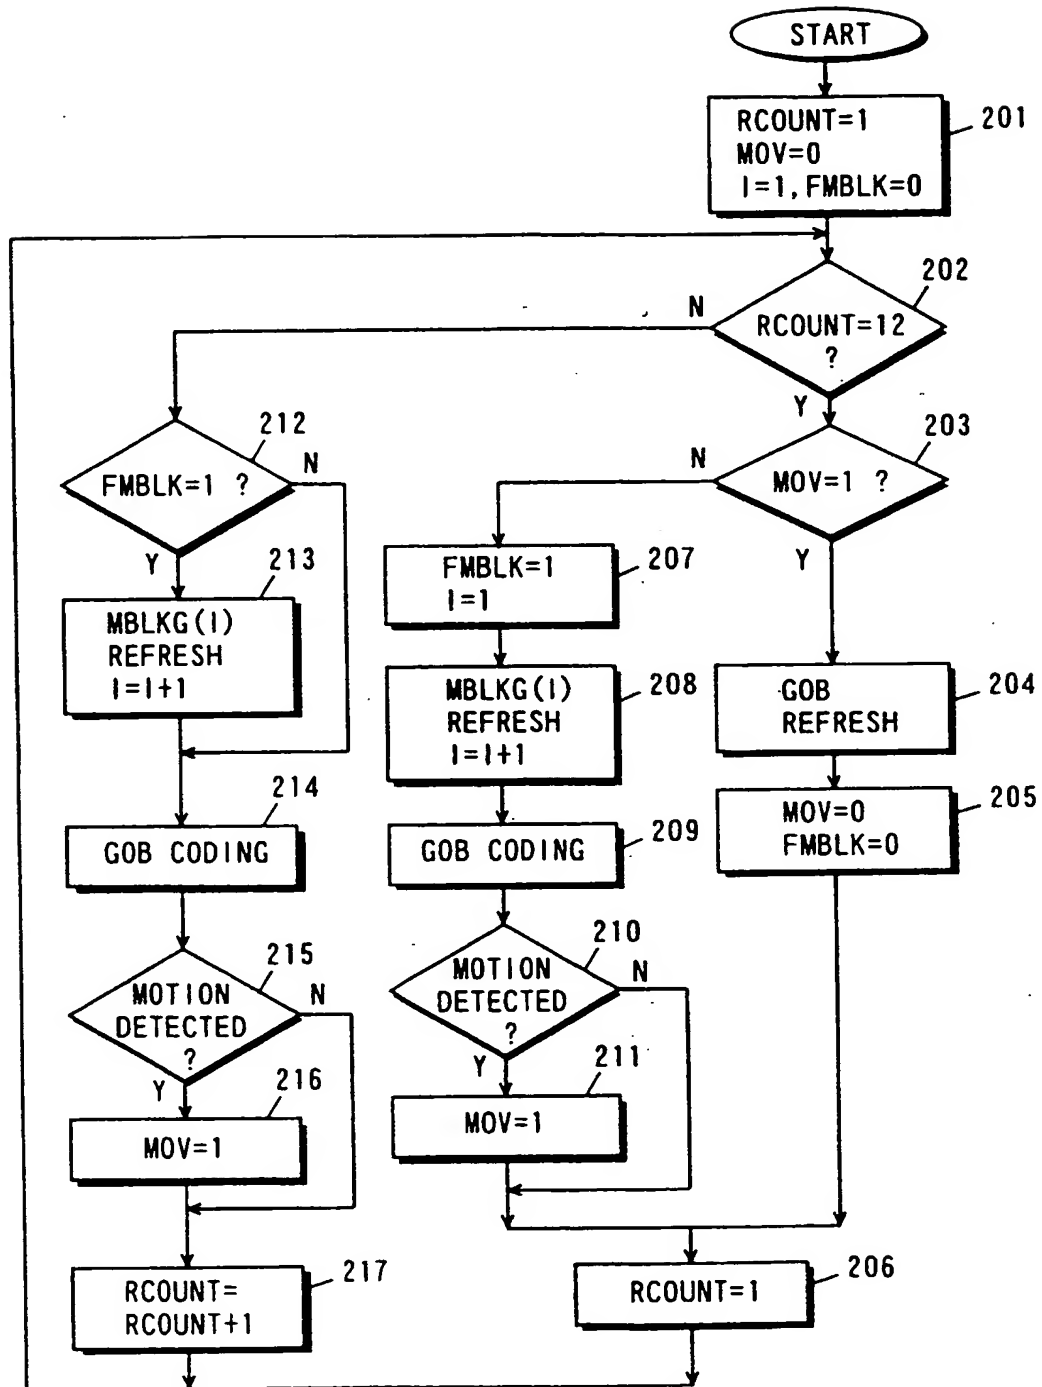 START
RCOUNT=1
MOV=0
I=1,FMBLK=0
201
202
N
RCOUNT=12
?
Y
203
N
MOV=1 ?
Y
212
N
FMBLK=1 ?
Y
213
MBLKG(I)
REFRESH
I=I+1
FMBLK=1
I=1
207
MBLKG(I)
REFRESH
I=I+1
208
GOB
REFRESH
204
MOV=0
FMBLK=0
205
214
GOB CODING
GOB CODING
209
215
N
MOTION
DETECTED
?
Y
210
N
MOTION
DETECTED
?
Y
216
MOV=1
211
MOV=1
RCOUNT=
RCOUNT+1
217
RCOUNT=1
206